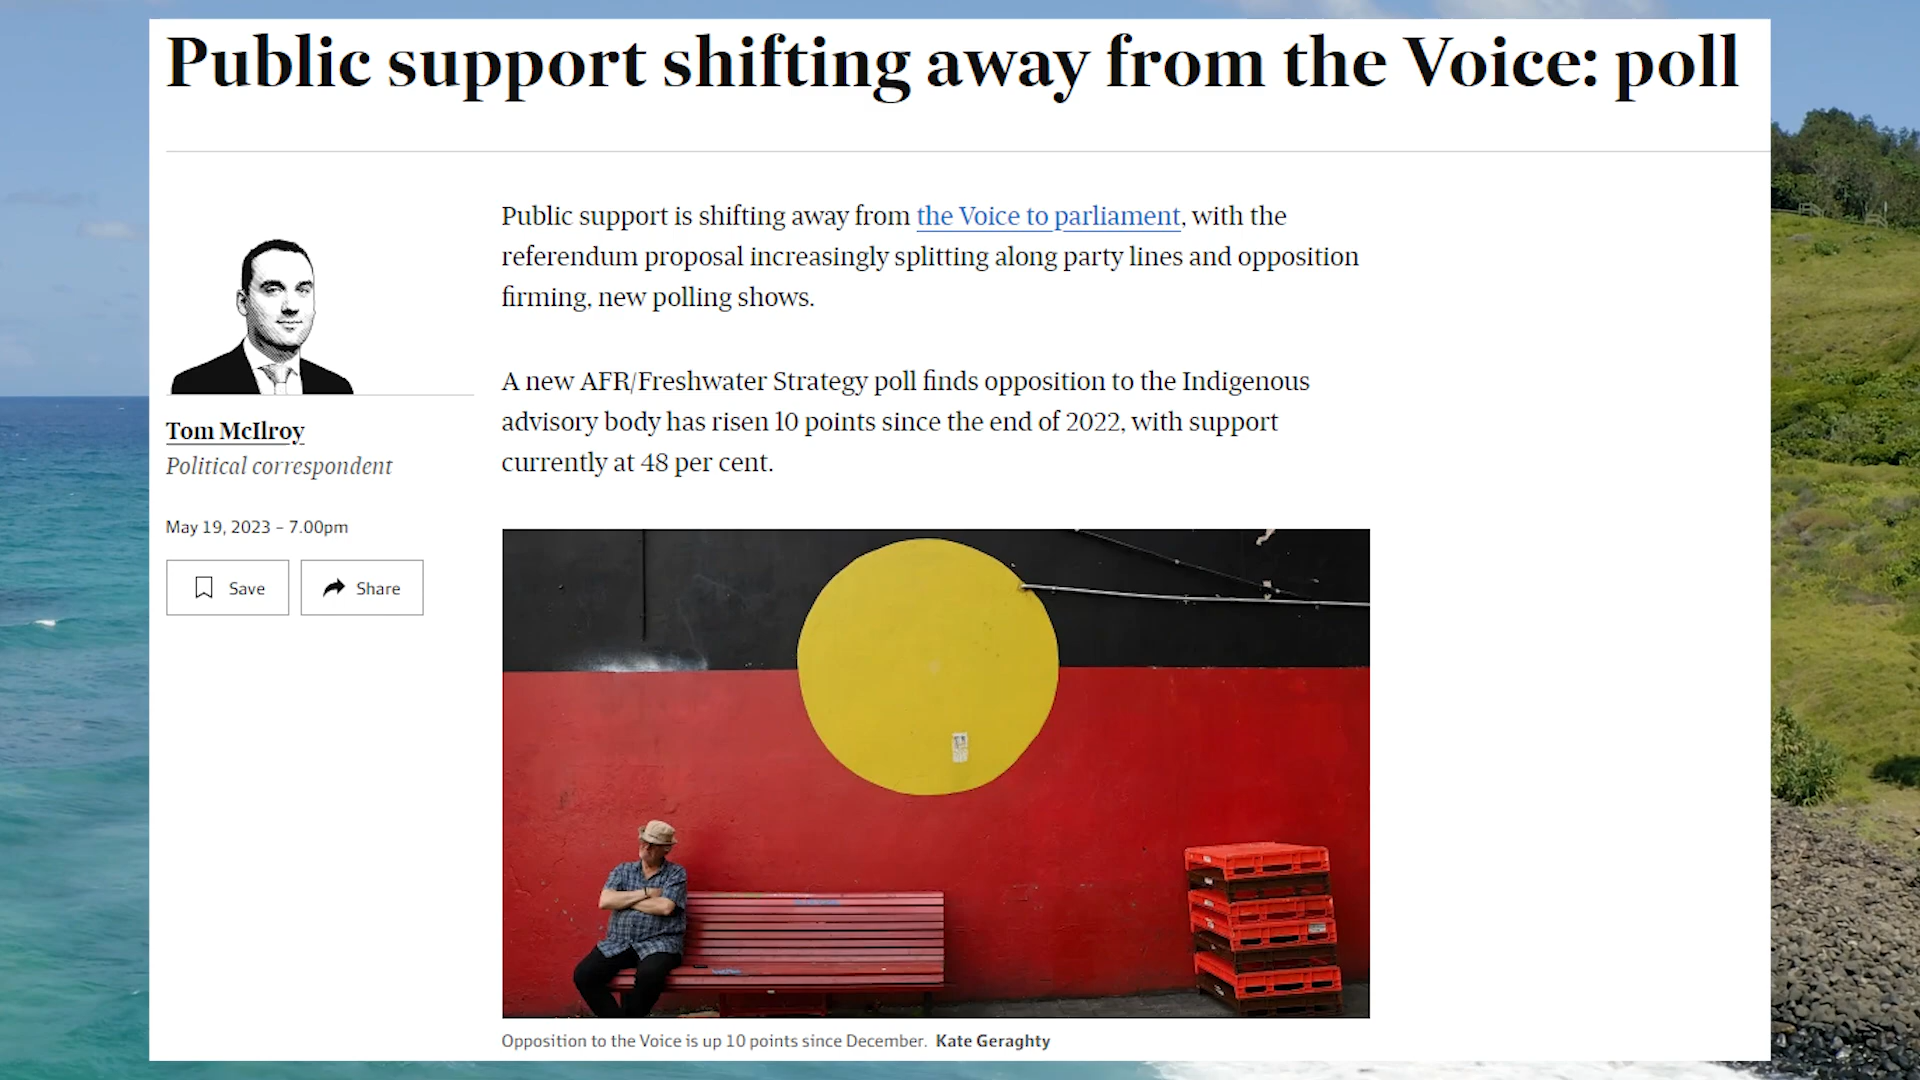 Public support shifting away from the Voice: poll
Public support is shifting away from the Voice to parliament, with the
referendum proposal increasingly splitting along party lines and opposition
firming, new polling shows.
A new AFR/Freshwater Strategy poll finds opposition to the Indigenous
advisory body has risen 10 points since the end of 2022, with support
currently at 48 per cent.
Tom McIlroy
Political correspondent
May 19, 2023 – 7.00pm
Save
Share
Opposition to the Voice is up 10 points since December. Kate Geraghty